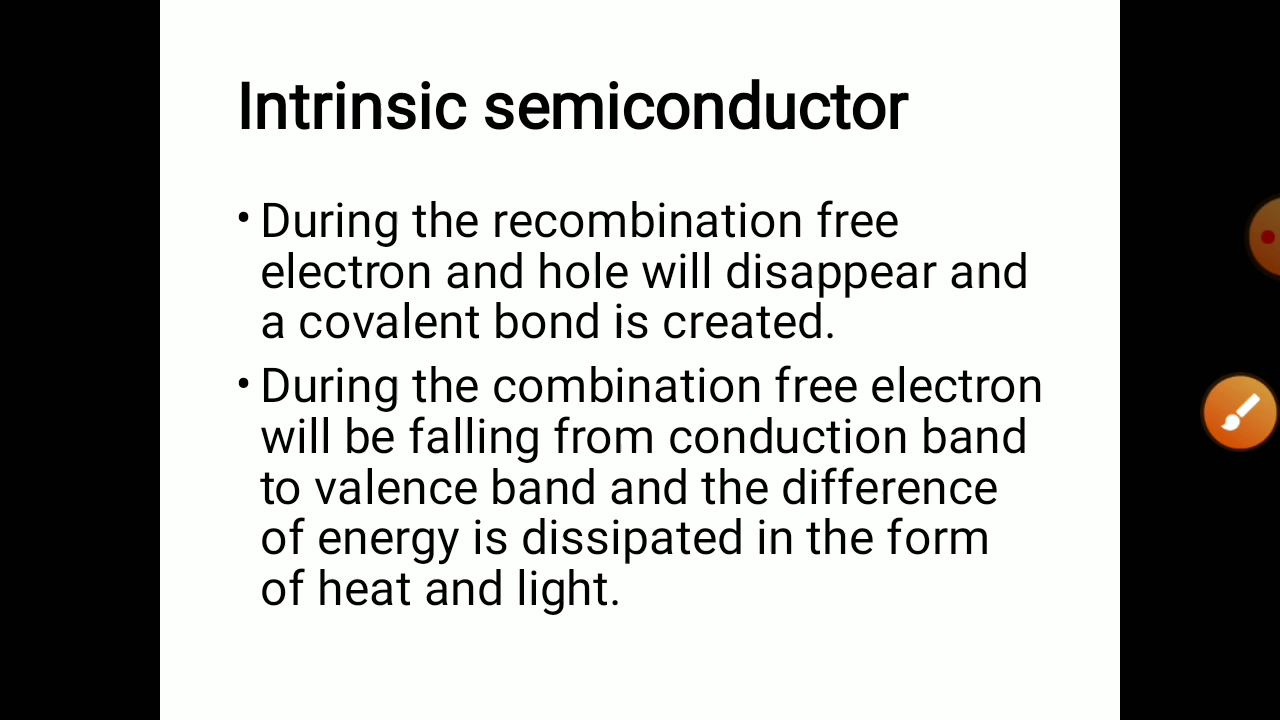 Intrinsic semiconductor
• During the recombination free
electron and hole will disappear and
a covalent bond is created.
• During the combination free electron
will be falling from conduction band
to valence band and the difference
of energy is dissipated in the form
of heat and light.